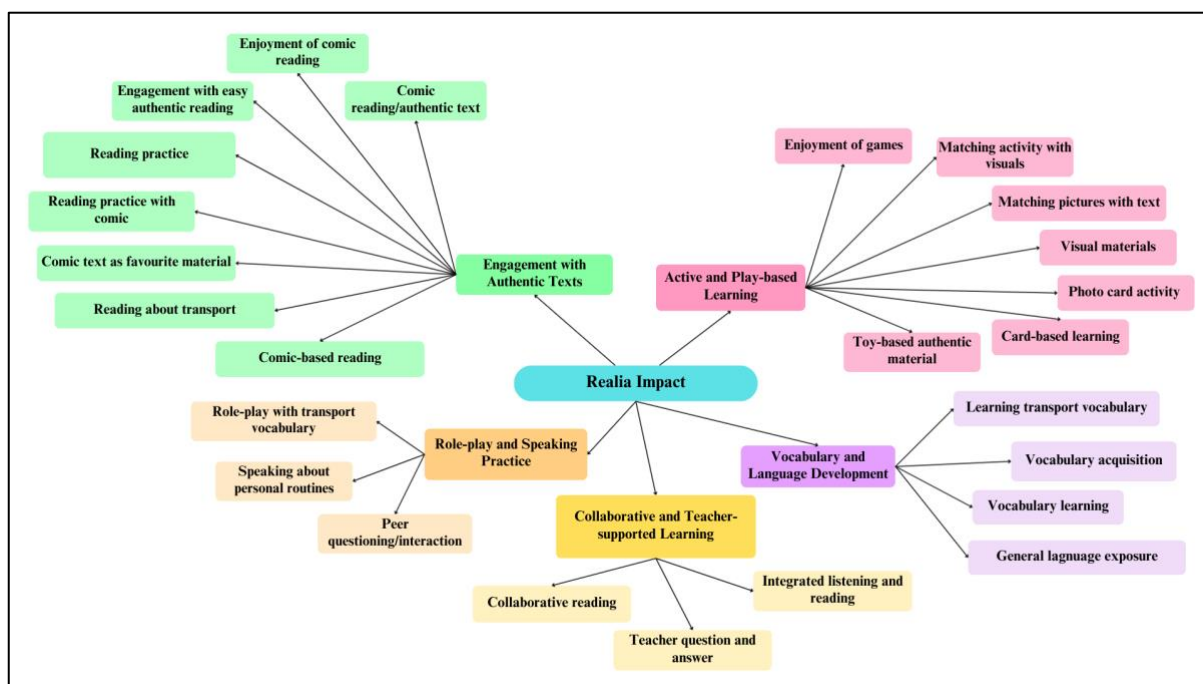 Enjoyment of comic
reading
Engagement with easy
authentic reading
Comic
reading/authentic text
Reading practice
Reading practice with
comic
Comic text as favourite material
Reading about transport
Comic-based reading
Engagement with
Authentic Texts
Enjoyment of games
Matching activity with
visuals
Matching pictures with text
Visual materials
Photo card activity
Card-based learning
Toy-based authentic
material
Active and Play-based
Learning
Realia Impact
Role-play with transport
vocabulary
Speaking about
personal routines
Peer
questioning/interaction
Role-play and Speaking
Practice
Collaborative and Teacher-
supported Learning
Collaborative reading
Teacher question and
answer
Integrated listening and
reading
Vocabulary and
Language Development
Learning transport vocabulary
Vocabulary acquisition
Vocabulary learning
General lagnuage exposure